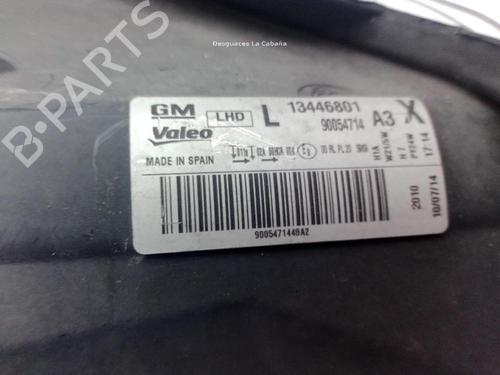 Desguaces La Cabaña
GM
LHD
L
13446801
90054714
A3
X
Valeo
MADE IN SPAIN
H1A
W21/5W
H 7
PY24W
17:14
2010
10/07/14
900547144BA2
B-PARTS